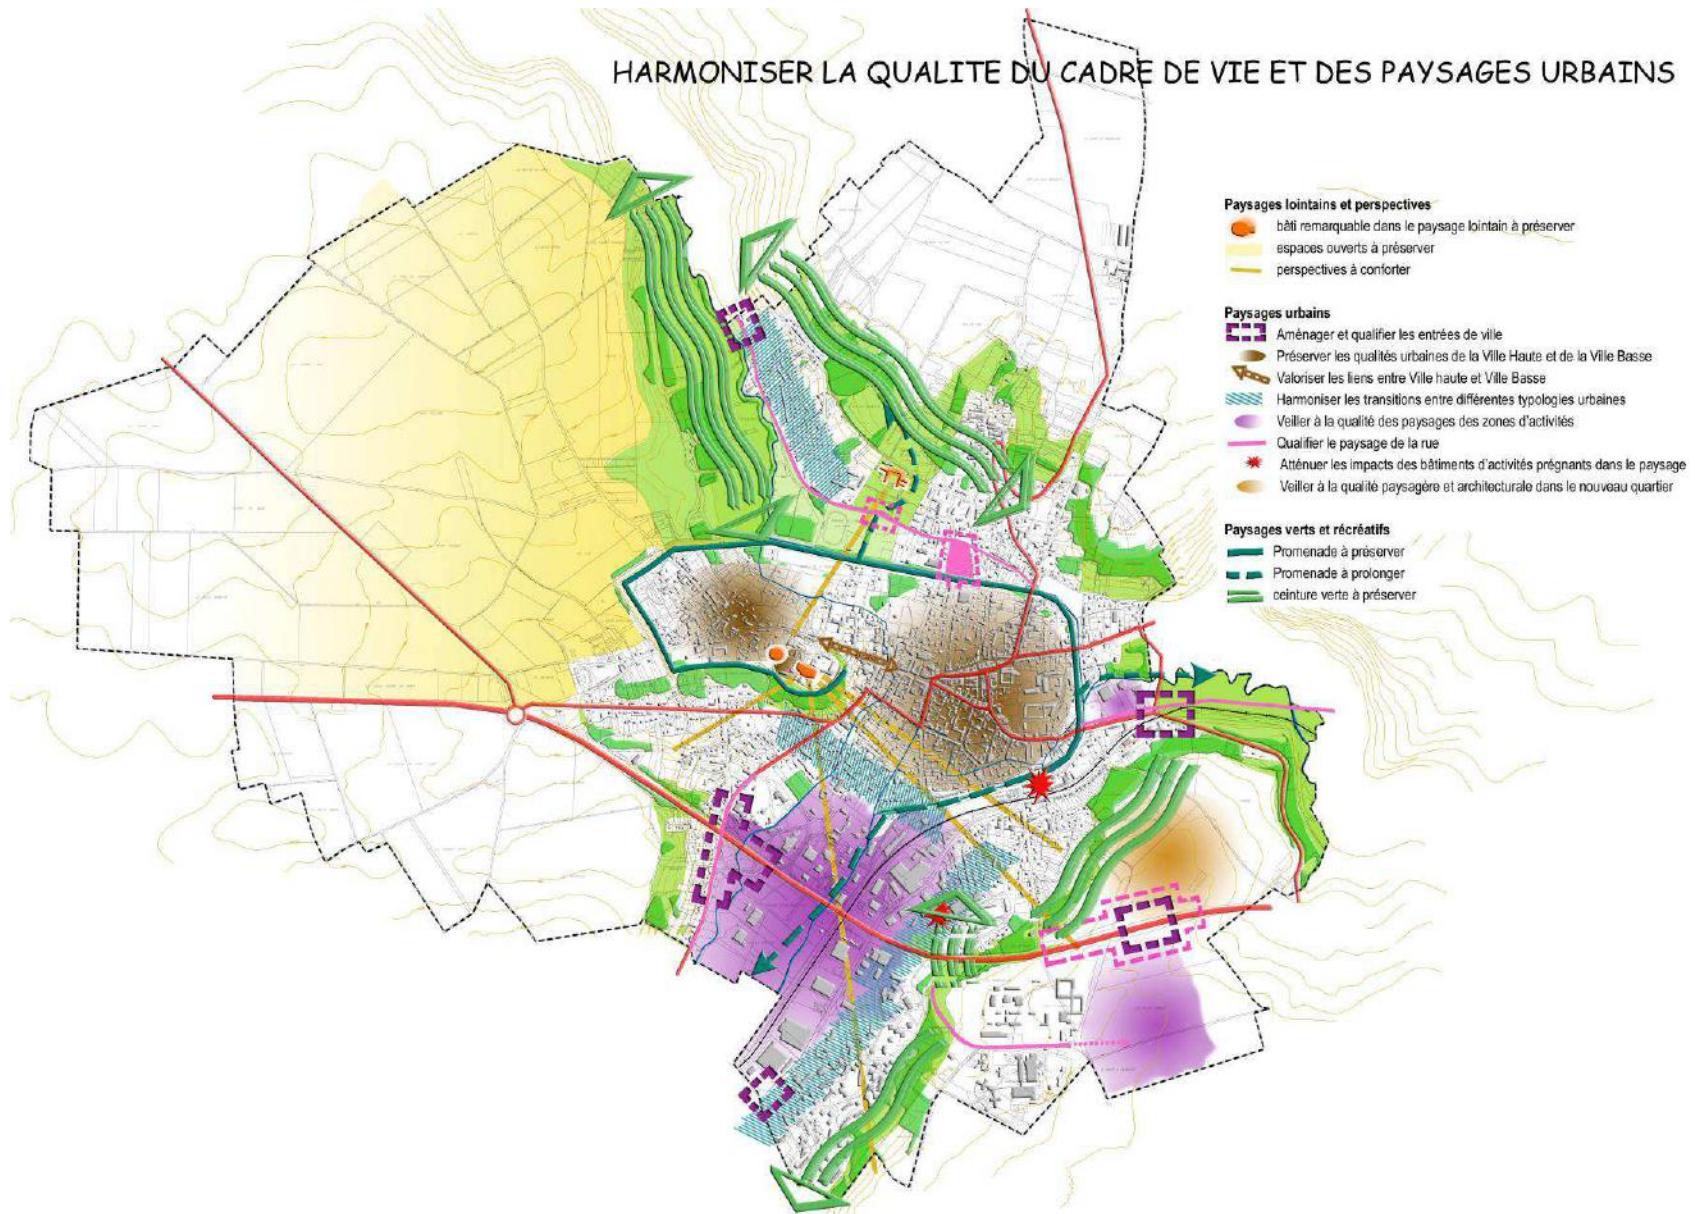 HARMONISER LA QUALITE DU CADRE DE VIE ET DES PAYSAGES URBAINS
Paysages lointains et perspectives
bâti remarquable dans le paysage lointain à préserver
espaces ouverts à préserver
perspectives à conforter
Paysages urbains
Aménager et qualifier les entrées de ville
Préserver les qualités urbaines de la Ville Haute et de la Ville Basse
Valoriser les liens entre Ville haute et Ville Basse
Harmoniser les transitions entre différentes typologies urbaines
Veiller à la qualité des paysages des zones d'activités
Qualifier le paysage de la rue
Atténuer les impacts des bâtiments d'activités prégnants dans le paysage
Veiller à la qualité paysagère et architecturale dans le nouveau quartier
Paysages verts et récréatifs
Promenade à préserver
Promenade à prolonger
ceinture verte à préserver